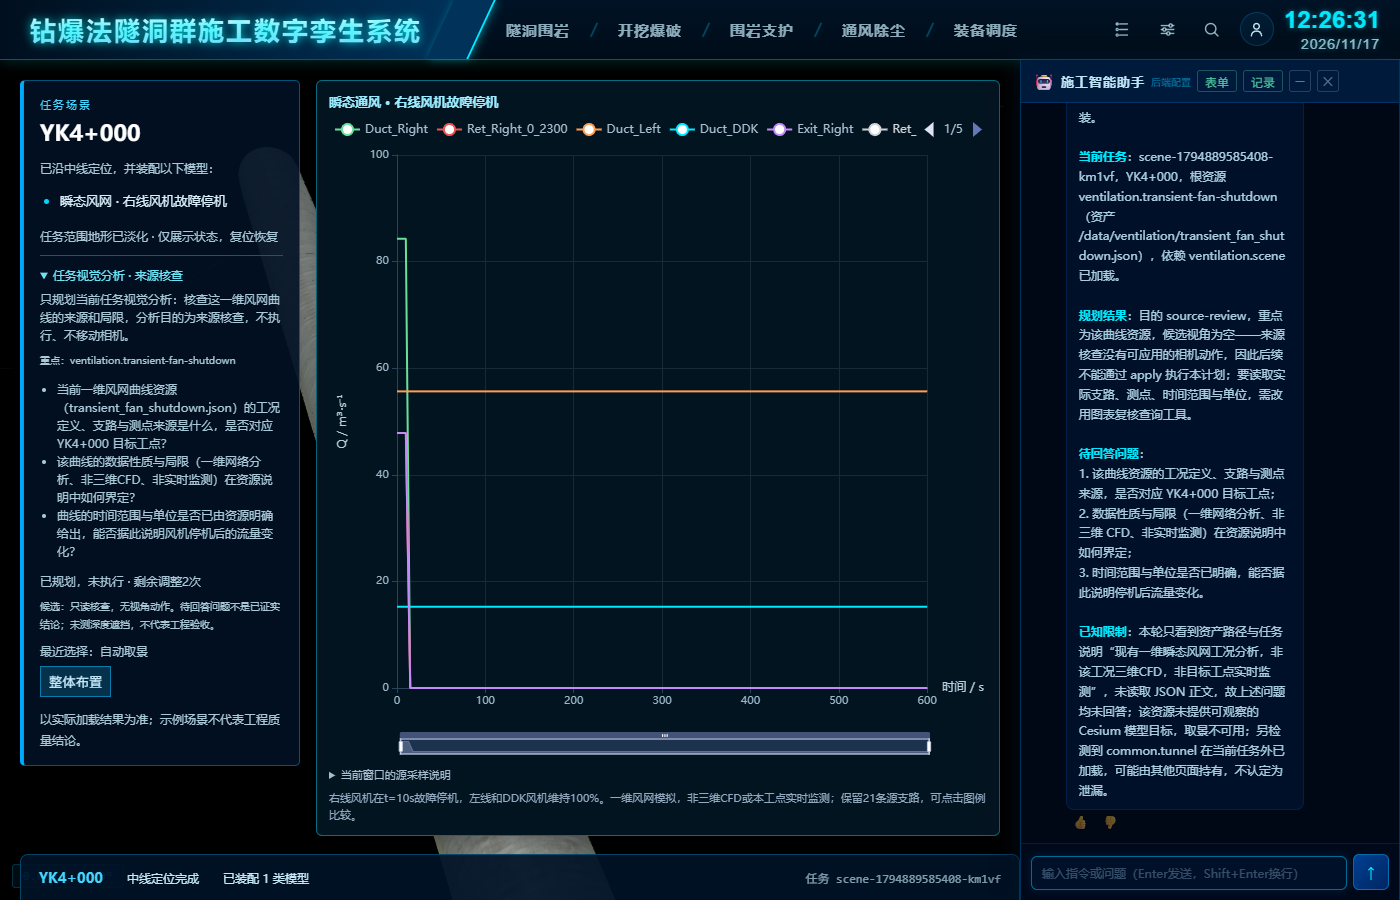 钻爆法隧洞群施工数字孪生系统
隧洞围岩 / 开挖爆破 / 围岩支护 / 通风除尘 / 装备调度
12:26:31
2026/11/17
任务场景
YK4+000
已沿中线定位，并装配以下模型：
瞬态风网 · 右线风机故障停机
任务范围地形已淡化 · 仅展示状态，复位恢复
▼ 任务视觉分析 · 来源核查
只规划当前任务视觉分析：核查这一维风网曲
线的来源和局限，分析目的为来源核查，不执
行、不移动相机。
重点：ventilation.transient-fan-shutdown
当前一维风网曲线资源
（transient_fan_shutdown.json）的工况
定义、支路与测点来源是什么，是否对应
YK4+000 目标工点？
该曲线的数据性质与局限（一维网络分
析、非三维CFD、非实时监测）在资源说
明中如何界定？
曲线的时间范围与单位是否已由资源明确
给出，能否据此说明风机停机后的流量变
化？
已规划，未执行 · 剩余调整2次
候选：只读核查，无视角动作。待回答问题不是已证实
结论；未测深度遮挡，不代表工程验收。
最近选择：自动取景
整体布置
以实际加载结果为准；示例场景不代表工程质
量结论。
瞬态通风 • 右线风机故障停机
Duct_Right Ret_Right_0_2300 Duct_Left Duct_DDK Exit_Right Ret_ 1/5
100
80
60
40
20
0
Q / m³·s⁻¹
0 100 200 300 400 500 600
时间 / s
▶ 当前窗口的源采样说明
右线风机在t=10s故障停机，左线和DDK风机维持100%。一维风网模拟，非三维CFD或本工点实时监测；保留21条源支路，可点击图例
比较。
施工智能助手 后端配置 表单 记录
装。
当前任务：scene-1794889585408-
km1vf，YK4+000，根资源
ventilation.transient-fan-shutdown
（资产
/data/ventilation/transient_fan_shut
down.json），依赖 ventilation.scene
已加载。
规划结果：目的 source-review，重点
为该曲线资源，候选视角为空——来源
核查没有可应用的相机动作，因此后续
不能通过 apply 执行本计划；要读取实
际支路、测点、时间范围与单位，需改
用图表复核查询工具。
待回答问题：
1. 该曲线资源的工况定义、支路与测点
来源，是否对应 YK4+000 目标工点；
2. 数据性质与局限（一维网络分析、非
三维 CFD、非实时监测）在资源说明中
如何界定；
3. 时间范围与单位是否已明确，能否据
此说明停机后流量变化。
已知限制：本轮只看到资产路径与任务
说明“现有一维瞬态风网工况分析，非
该工况三维CFD，非目标工点实时监
测”，未读取 JSON 正文，故上述问题
均未回答；该资源未提供可观察的
Cesium 模型目标，取景不可用；另检
测到 common.tunnel 在当前任务外已
加载，可能由其他页面持有，不认定为
泄漏。
输入指令或问题（Enter发送，Shift+Enter换行）
YK4+000 中线定位完成 已装配 1 类模型
任务 scene-1794889585408-km1vf